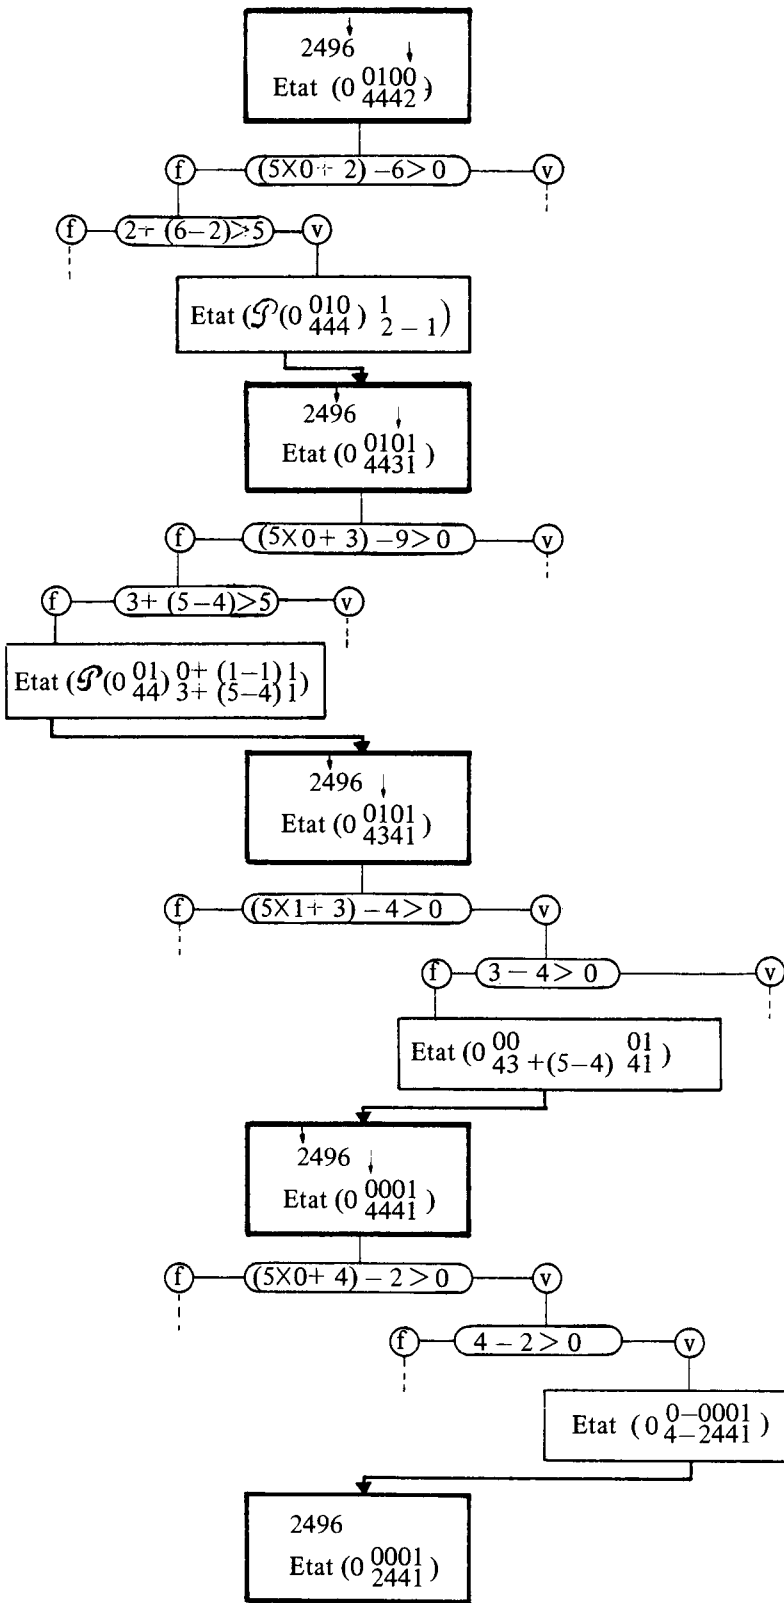 2496
Etat (0 0100
4442 )
f (5×0+ 2) −6> 0 v
f 2+ (6−2)>5 v
Etat (𝒫(0 010
444 ) 1
2 − 1)
2496
Etat (0 0101
4431 )
f (5×0+ 3) −9> 0 v
f 3+ (5−4)>5 v
Etat (𝒫(0 01
44 ) 0+ (1−1) 1
3+ (5−4) 1 )
2496
Etat (0 0101
4341 )
f (5×1+ 3) − 4> 0 v
f 3 − 4> 0 v
Etat (0 00 01
43 +(5−4) 41 )
2496
Etat (0 0001
4441 )
f (5×0+ 4) − 2> 0 v
f 4 − 2> 0 v
Etat (0 0−0001
4−2441 )
2496
Etat (0 0001
2441 )